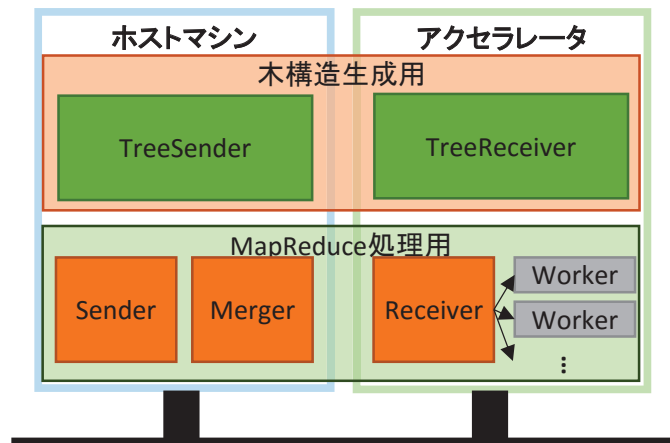 ホストマシン
アクセラレータ
木構造生成用
TreeSender
TreeReceiver
MapReduce処理用
Sender
Merger
Receiver
Worker
Worker
⋮